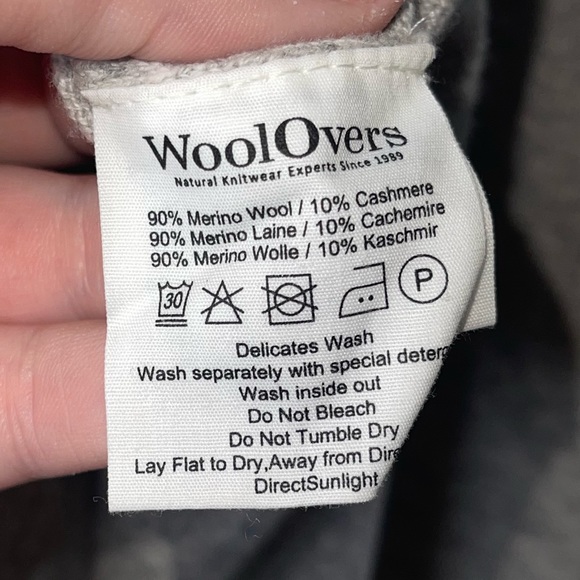 WoolOvers
Natural Knitwear Experts Since 1989
90% Merino Wool / 10% Cashmere
90% Merino Laine / 10% Cachemire
90% Merino Wolle / 10% Kaschmir
30 P
Delicates Wash
Wash separately with special
Wash inside out
Do Not Bleach
Do Not Tumble Dry
Lay Flat to Dry,Away from
DirectSunlight